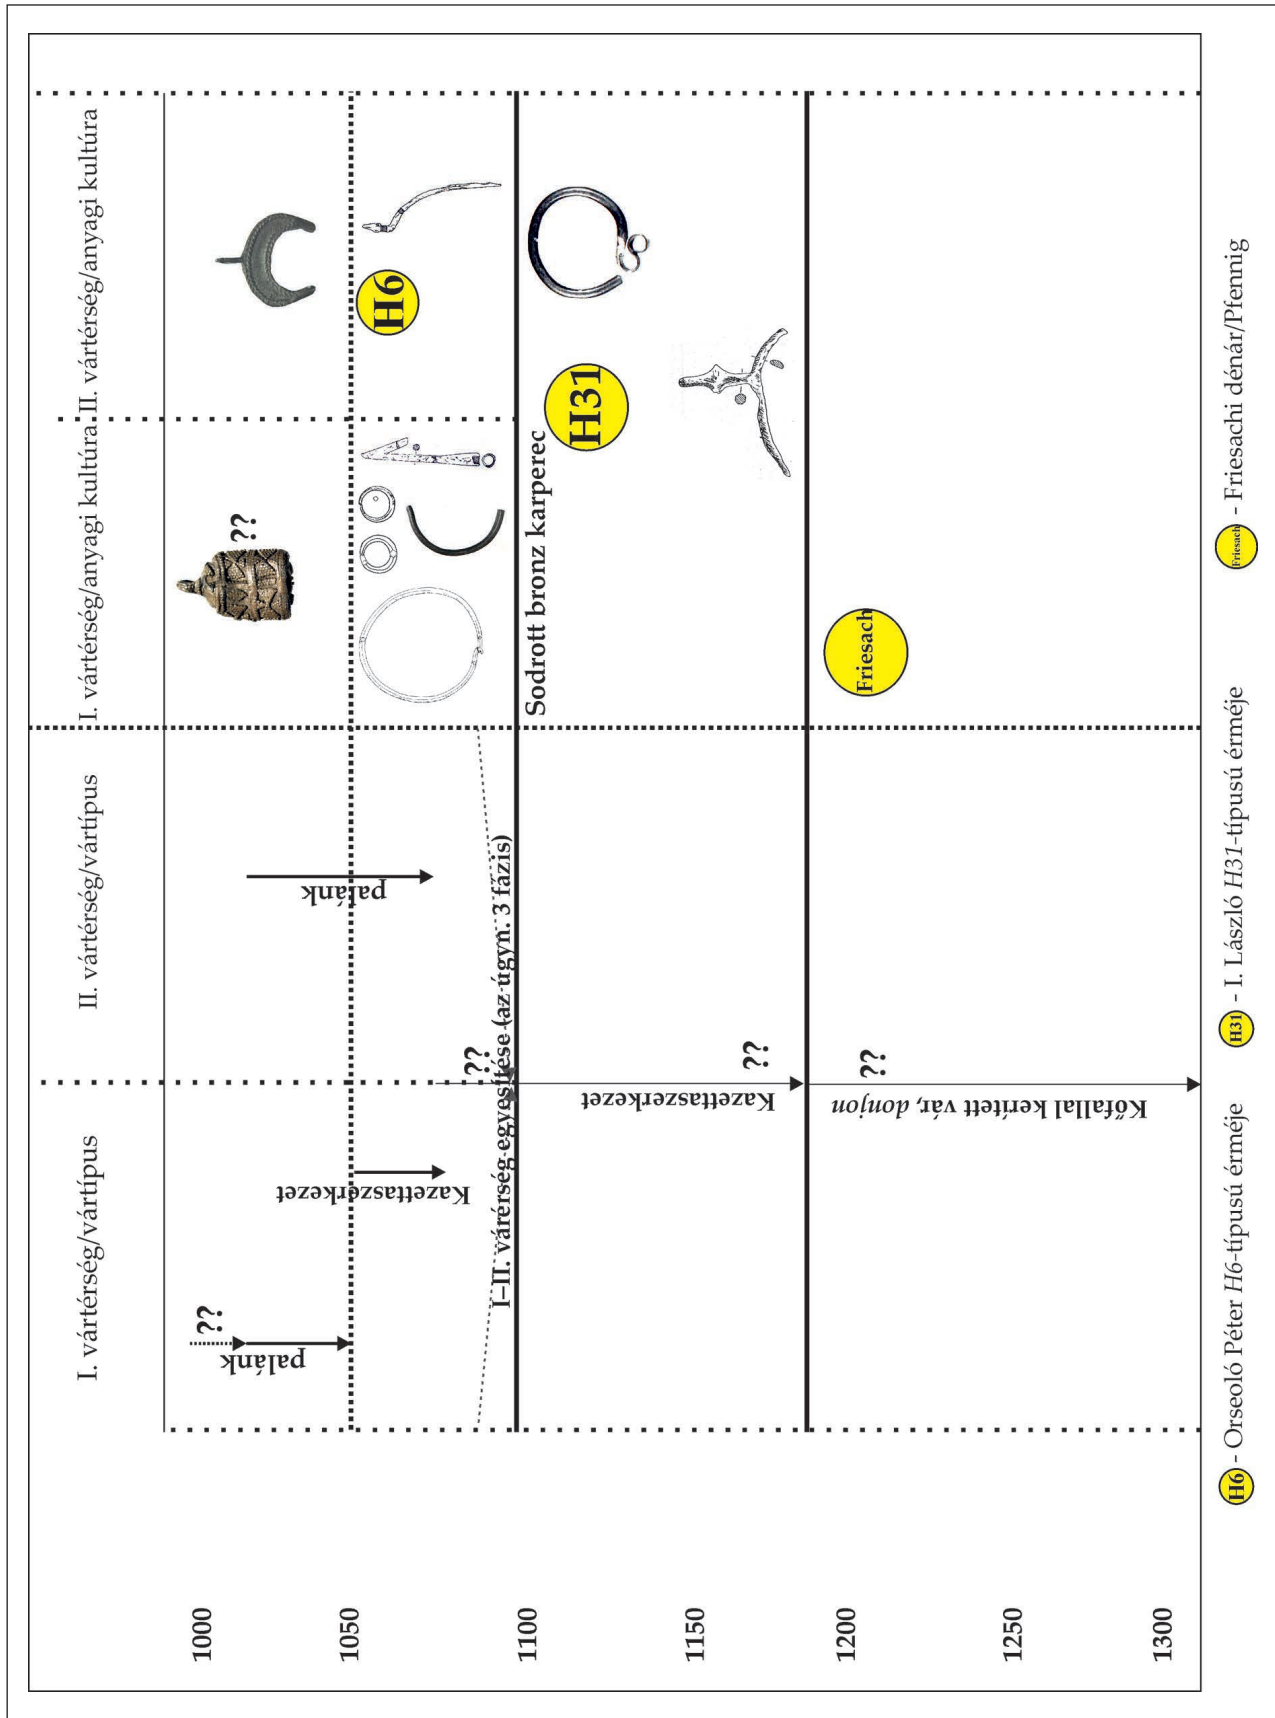 I. vártérség/vártípus
II. vártérség/vártípus
I. vártérség/anyagi kultúra
II. vártérség/anyagi kultúra
1000
??
palánk
palánk
??
1050
Kazettaszerkezet
H6
??
I–II. várérség egyesítése (az úgyn. 3 fázis)
1100
Sodrott bronz karperec
Kazettaszerkezet
H31
1150
??
1200
??
Kőfallal kerített vár, donjon
Friesach
1250
1300
H6 - Orseoló Péter H6-típusú érméje
H31 - I. László H31-típusú érméje
Friesach - Friesachi dénár/Pfennig